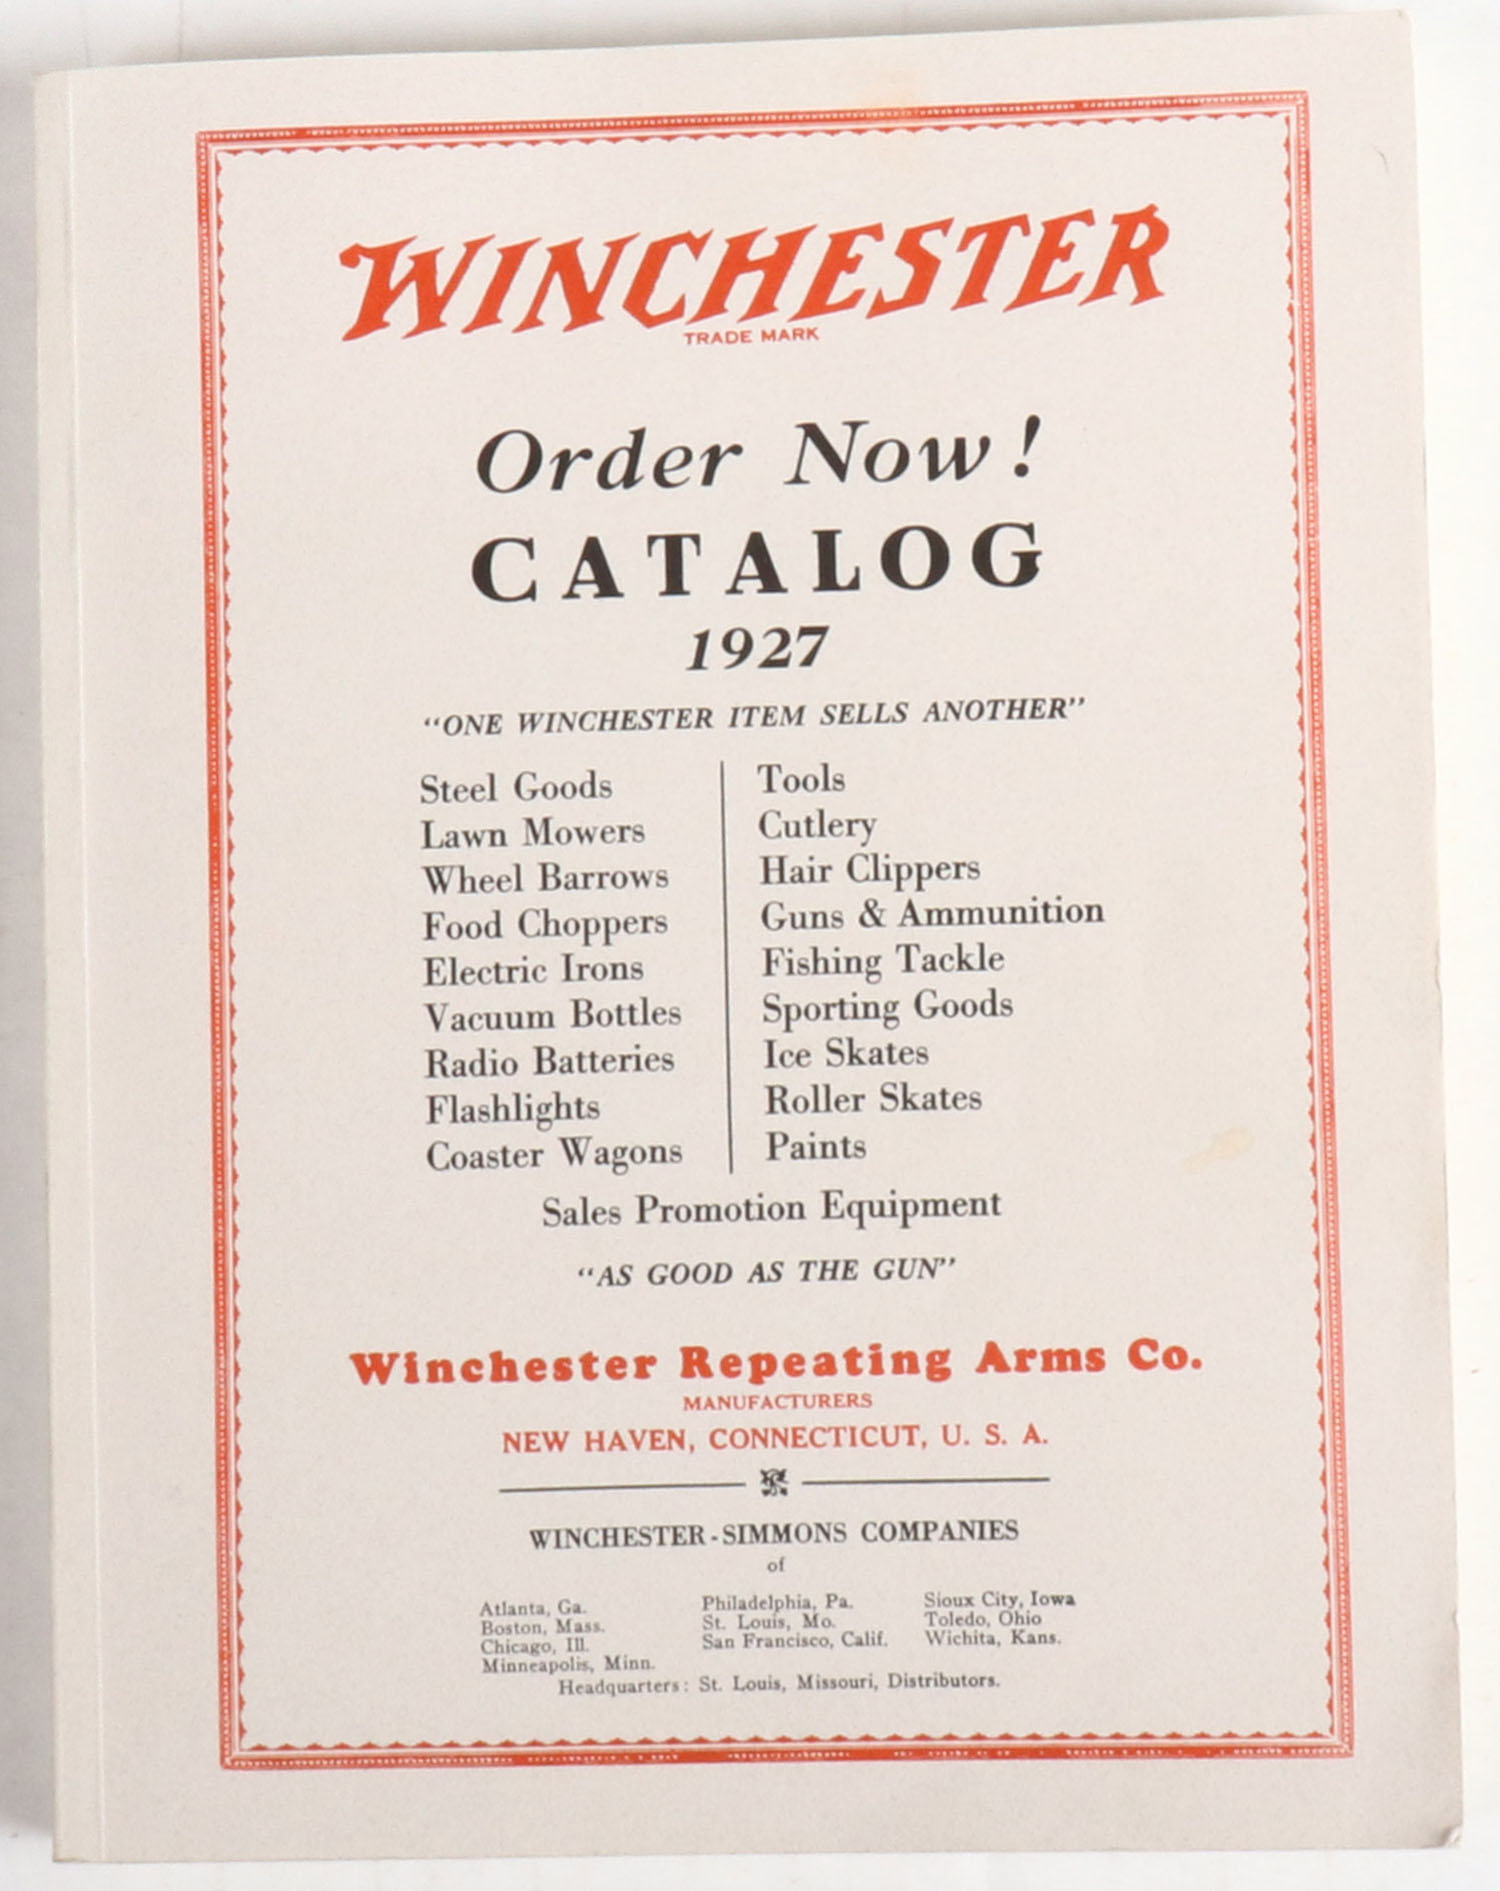 WINCHESTER
TRADE MARK
Order Now!
CATALOG
1927
"ONE WINCHESTER ITEM SELLS ANOTHER"
Steel Goods
Lawn Mowers
Wheel Barrows
Food Choppers
Electric Irons
Vacuum Bottles
Radio Batteries
Flashlights
Coaster Wagons
Tools
Cutlery
Hair Clippers
Guns & Ammunition
Fishing Tackle
Sporting Goods
Ice Skates
Roller Skates
Paints
Sales Promotion Equipment
"AS GOOD AS THE GUN"
Winchester Repeating Arms Co.
MANUFACTURERS
NEW HAVEN, CONNECTICUT, U. S. A.
WINCHESTER-SIMMONS COMPANIES
of
Atlanta, Ga.
Boston, Mass.
Chicago, Ill.
Minneapolis, Minn.
Philadelphia, Pa.
St. Louis, Mo.
San Francisco, Calif.
Sioux City, Iowa
Toledo, Ohio
Wichita, Kans.
Headquarters: St. Louis, Missouri, Distributors.